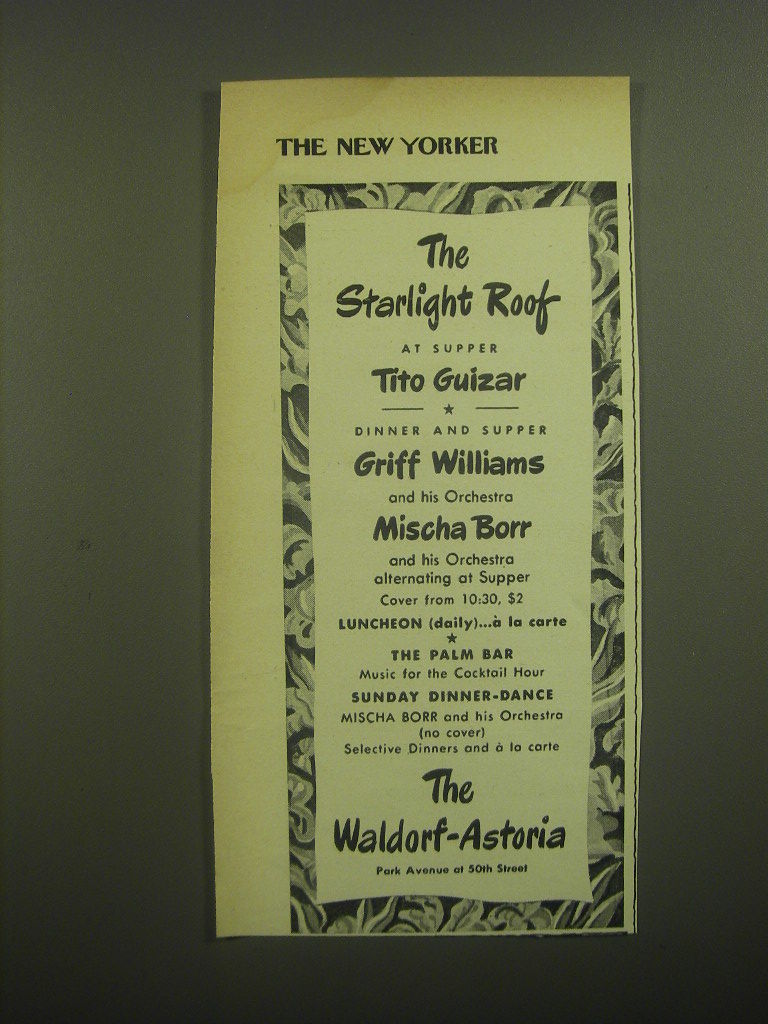 THE NEW YORKER
The
Starlight Roof
AT SUPPER
Tito Guizar
DINNER AND SUPPER
Griff Williams
and his Orchestra
Mischa Borr
and his Orchestra
alternating at Supper
Cover from 10:30, $2
LUNCHEON (daily)...à la carte
THE PALM BAR
Music for the Cocktail Hour
SUNDAY DINNER-DANCE
MISCHA BORR and his Orchestra
(no cover)
Selective Dinners and à la carte
The
Waldorf-Astoria
Park Avenue at 50th Street